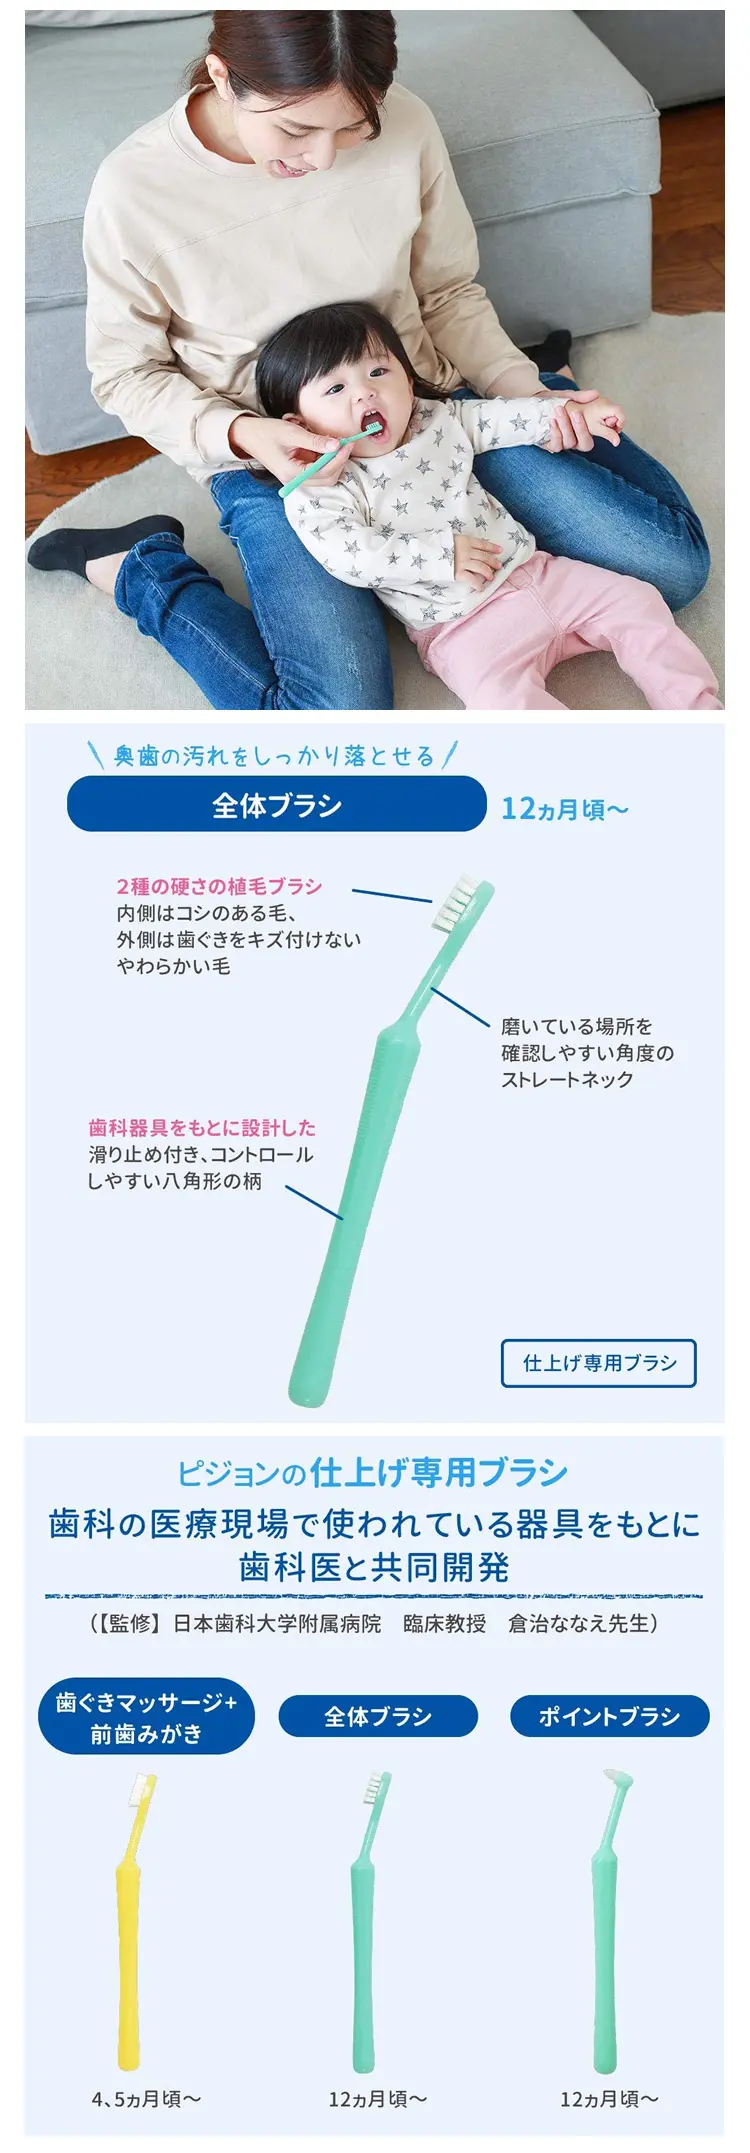 奥歯の汚れをしっかり落とせる
全体ブラシ
12ヵ月頃～
2種の硬さの植毛ブラシ
内側はコシのある毛、
外側は歯ぐきをキズ付けない
やわらかい毛
磨いている場所を
確認しやすい角度の
ストレートネック
歯科器具をもとに設計した
滑り止め付き、コントロール
しやすい八角形の柄
仕上げ専用ブラシ
ピジョンの仕上げ専用ブラシ
歯科の医療現場で使われている器具をもとに
歯科医と共同開発
（【監修】日本歯科大学附属病院　臨床教授　倉治ななえ先生）
歯ぐきマッサージ+
前歯みがき
全体ブラシ
ポイントブラシ
4、5ヵ月頃～
12ヵ月頃～
12ヵ月頃～